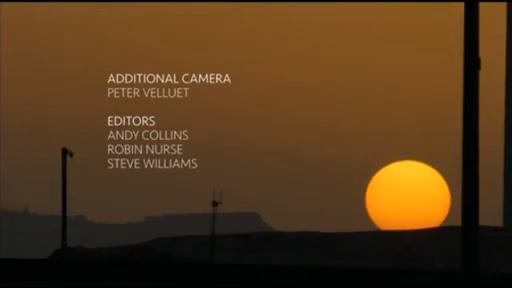 ADDITIONAL CAMERA
PETER VELLUET
EDITORS
ANDY COLLINS
ROBIN NURSE
STEVE WILLIAMS